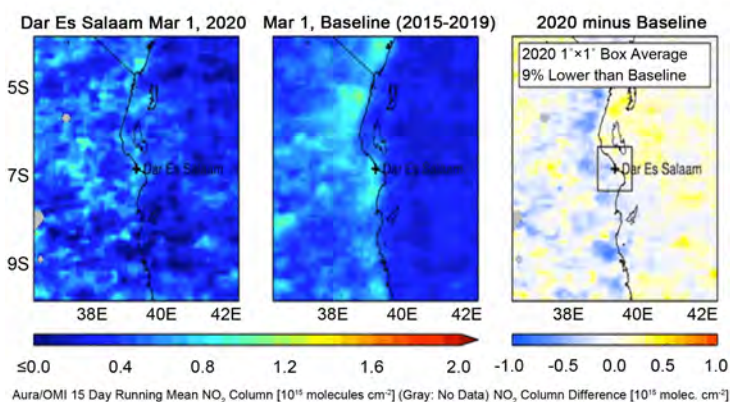 Dar Es Salaam Mar 1, 2020
Mar 1, Baseline (2015-2019)
2020 minus Baseline
2020 1°×1° Box Average
9% Lower than Baseline
5S
7S
9S
Dar Es Salaam
Dar Es Salaam
Dar Es Salaam
38E 40E 42E
38E 40E 42E
38E 40E 42E
≤0.0 0.4 0.8 1.2 1.6 2.0
-1.0 -0.5 0.0 0.5 1.0
Aura/OMI 15 Day Running Mean NO₂ Column [10¹⁵ molecules cm⁻²] (Gray: No Data) NO₂ Column Difference [10¹⁵ molec. cm⁻²]